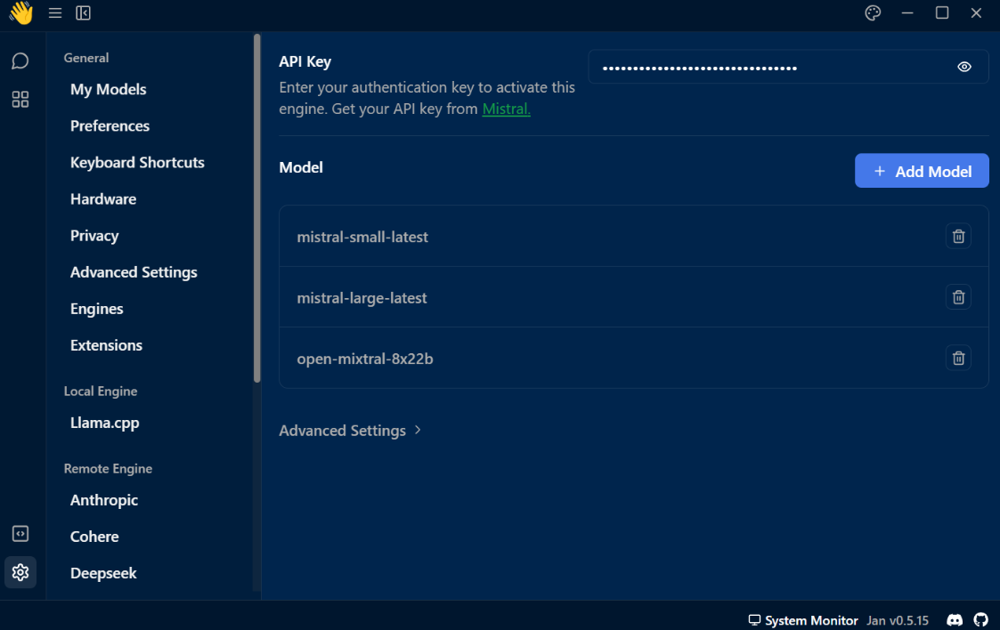 General
My Models
Preferences
Keyboard Shortcuts
Hardware
Privacy
Advanced Settings
Engines
Extensions
Local Engine
Llama.cpp
Remote Engine
Anthropic
Cohere
Deepseek
API Key
Enter your authentication key to activate this
engine. Get your API key from Mistral.
••••••••••••••••••••••••••••••••
Model
+ Add Model
mistral-small-latest
mistral-large-latest
open-mixtral-8x22b
Advanced Settings >
System Monitor Jan v0.5.15